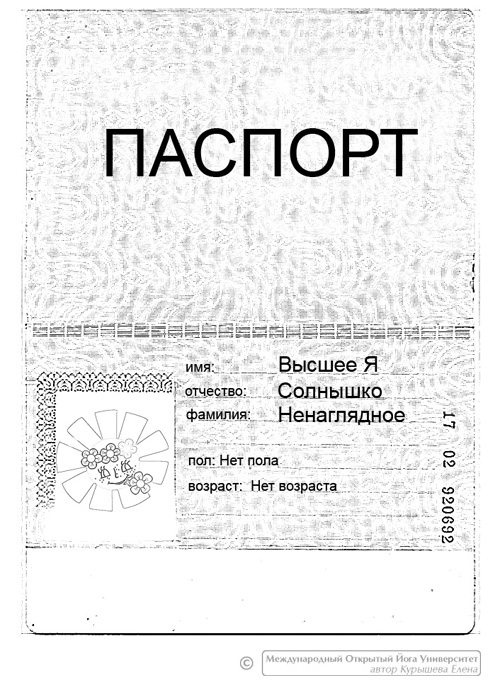 ПАСПОРТ
имя: Высшее Я
отчество: Солнышко
фамилия: Ненаглядное
пол: Нет пола
возраст: Нет возраста
17 02 920692
© Международный Открытый Йога Университет
автор Курышева Елена